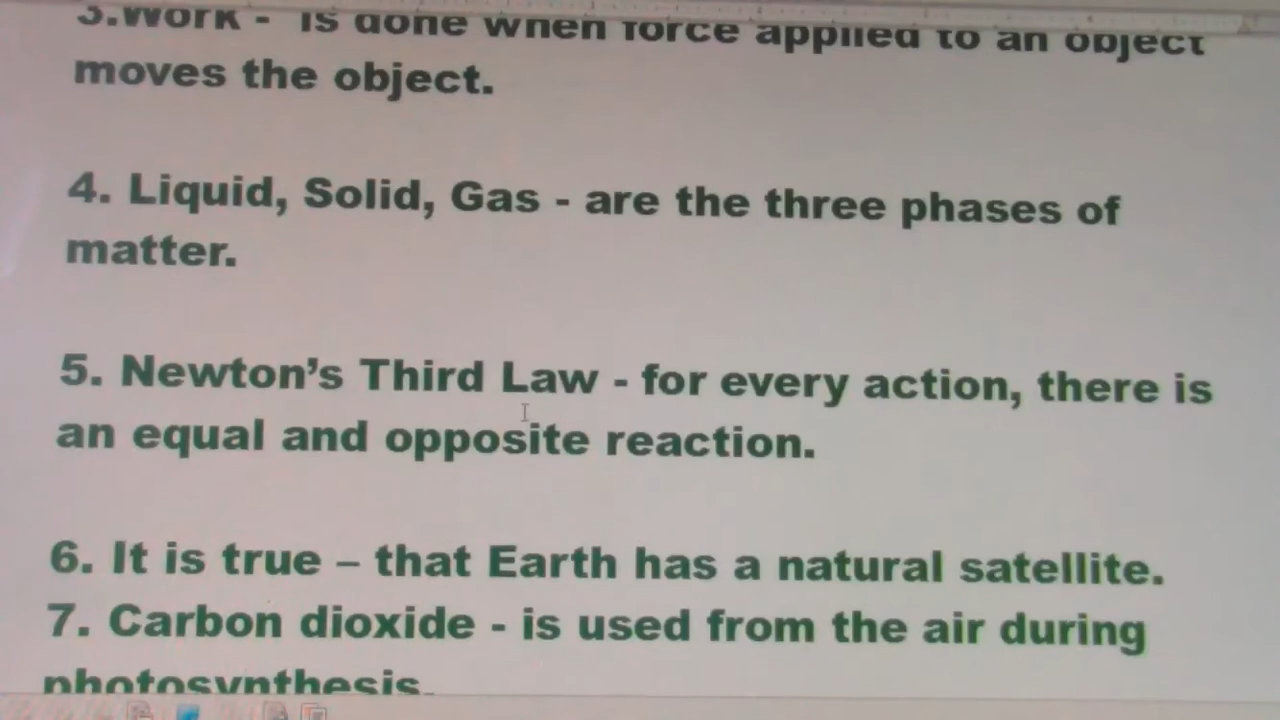 3.Work - is done when force applied to an object
moves the object.
4. Liquid, Solid, Gas - are the three phases of
matter.
5. Newton's Third Law - for every action, there is
an equal and opposite reaction.
6. It is true – that Earth has a natural satellite.
7. Carbon dioxide - is used from the air during
photosynthesis.